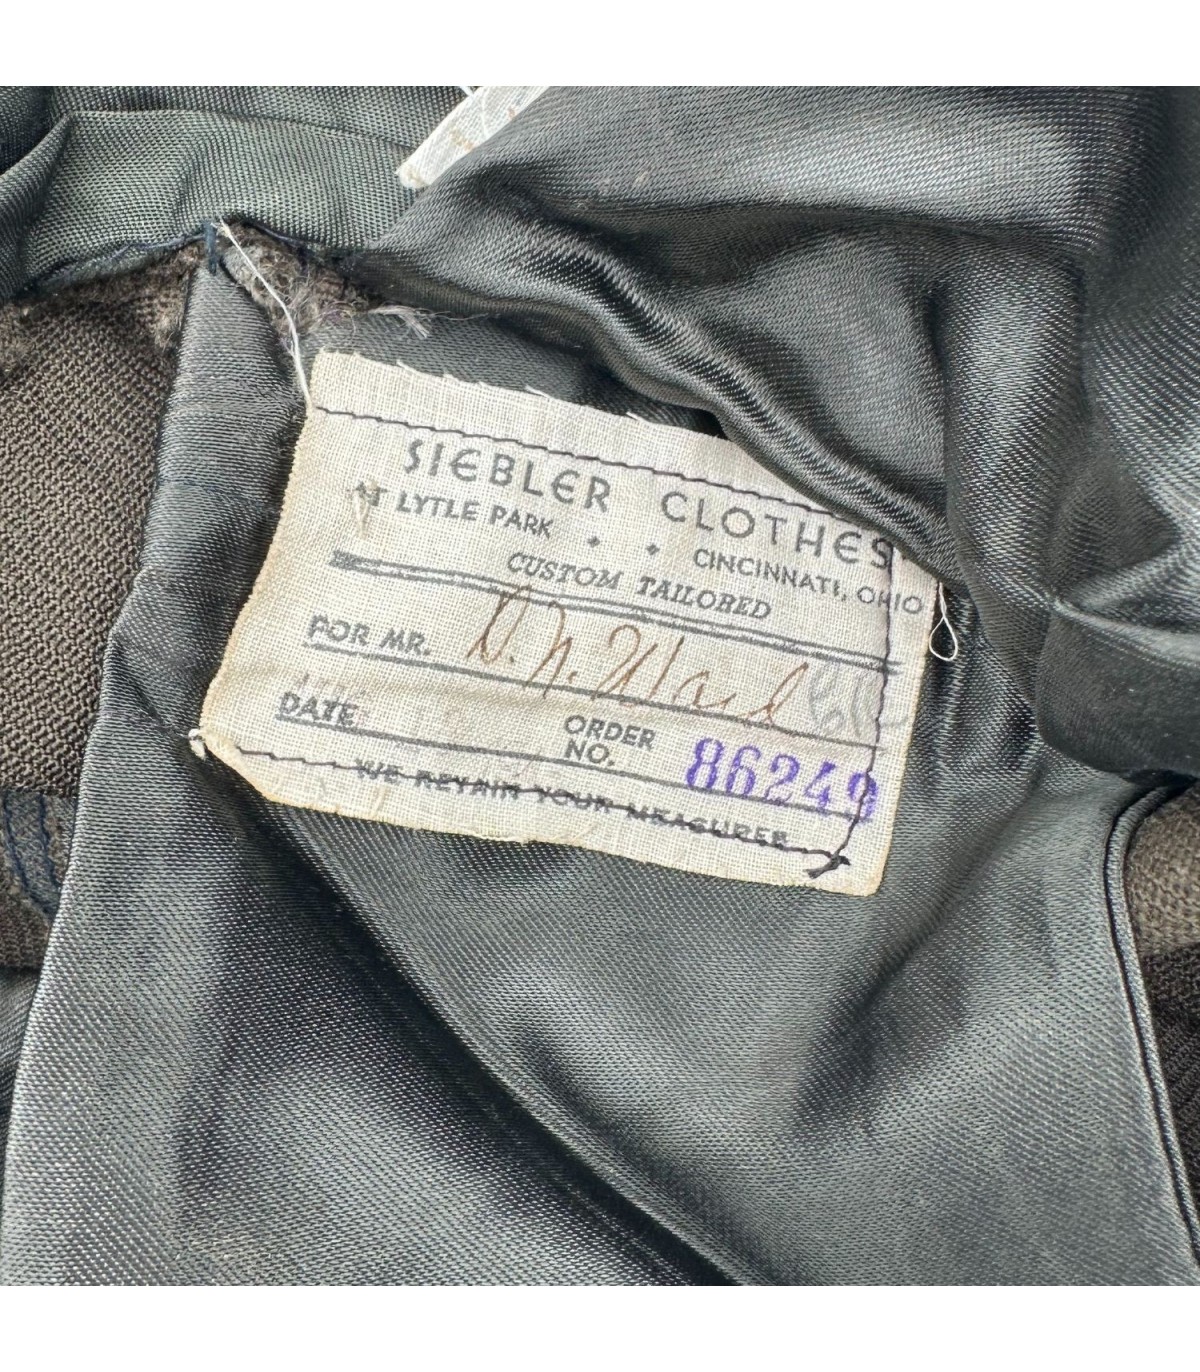 SIEBLER CLOTHES
AT LYTLE PARK CINCINNATI, OHIO
CUSTOM TAILORED
FOR MR. D. N. Ward
DATE ORDER NO. 86249
WE RETAIN YOUR MEASURES